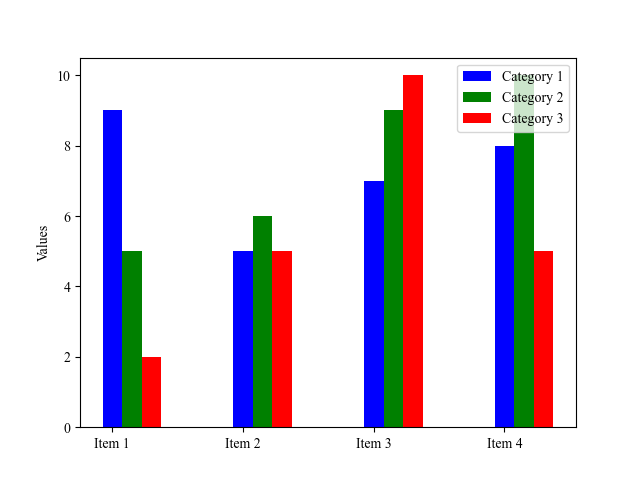 Values
10
8
6
4
2
0
Item 1
Item 2
Item 3
Item 4
Category 1
Category 2
Category 3